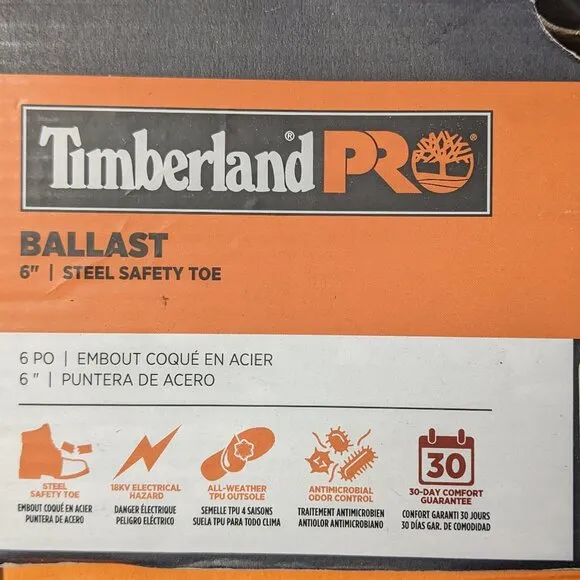 Timberland® PRO®
BALLAST
6" | STEEL SAFETY TOE
6 PO | EMBOUT COQUÉ EN ACIER
6 " | PUNTERA DE ACERO
STEEL
SAFETY TOE
EMBOUT COQUÉ EN ACIER
PUNTERA DE ACERO
18KV ELECTRICAL
HAZARD
DANGER ÉLECTRIQUE
PELIGRO ELÉCTRICO
ALL-WEATHER
TPU OUTSOLE
SEMELLE TPU 4 SAISONS
SUELA TPU PARA TODO CLIMA
ANTIMICROBIAL
ODOR CONTROL
TRAITEMENT ANTIMICROBIEN
ANTIOLOR ANTIMICROBIANO
30
30-DAY COMFORT
GUARANTEE
CONFORT GARANTI 30 JOURS
30 DÍAS GAR. DE COMODIDAD